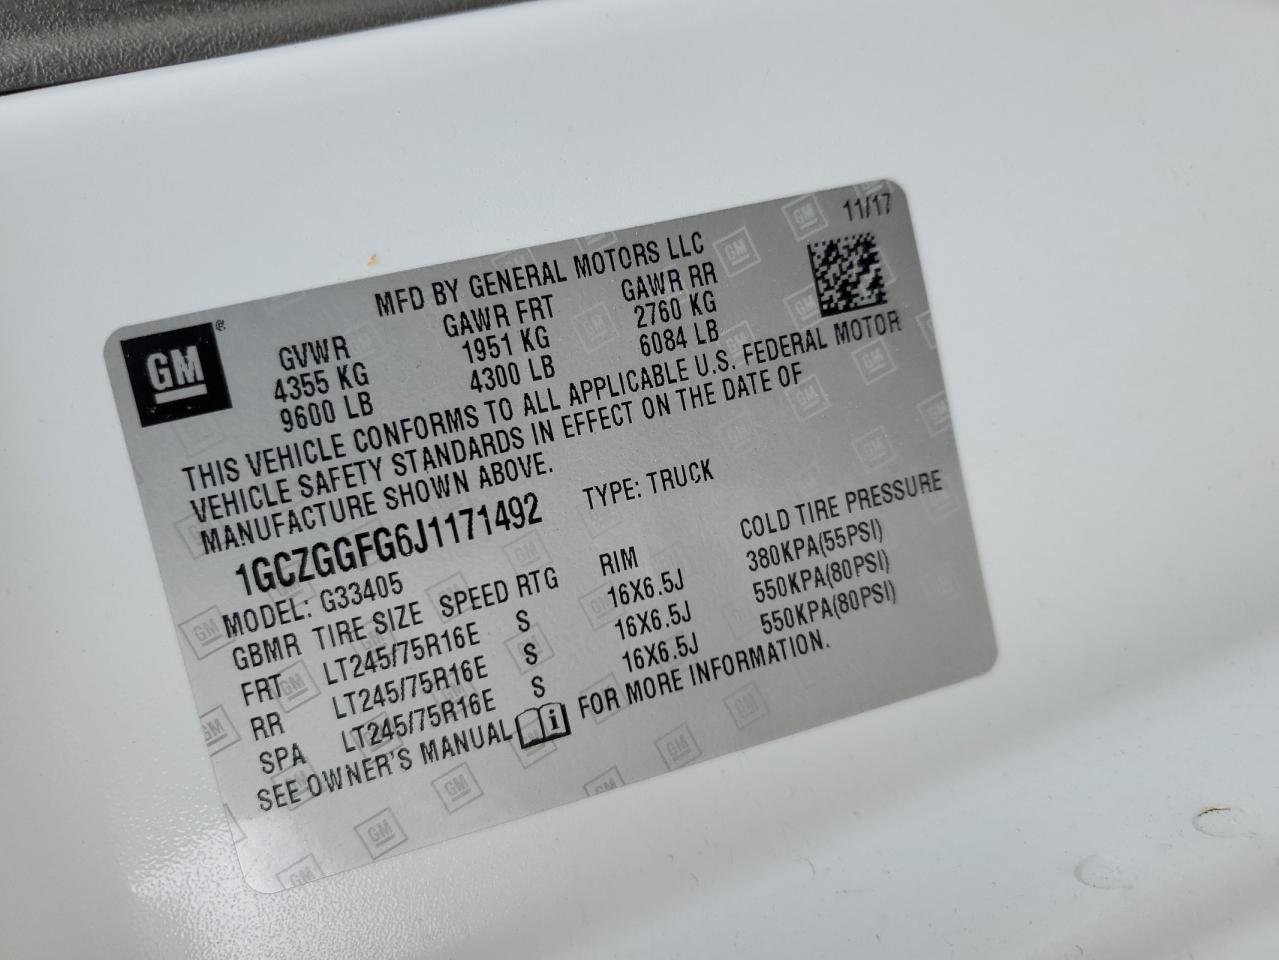 11/17
MFD BY GENERAL MOTORS LLC
GM ®
GVWR GAWR FRT GAWR RR
4355 KG 1951 KG 2760 KG
9600 LB 4300 LB 6084 LB
THIS VEHICLE CONFORMS TO ALL APPLICABLE U.S. FEDERAL MOTOR
VEHICLE SAFETY STANDARDS IN EFFECT ON THE DATE OF
MANUFACTURE SHOWN ABOVE.
1GCZGGFG6J1171492 TYPE: TRUCK
MODEL: G33405
GBMR TIRE SIZE SPEED RTG RIM COLD TIRE PRESSURE
FRT LT245/75R16E S 16X6.5J 380KPA(55PSI)
RR LT245/75R16E S 16X6.5J 550KPA(80PSI)
SPA LT245/75R16E S 16X6.5J 550KPA(80PSI)
SEE OWNER'S MANUAL i FOR MORE INFORMATION.